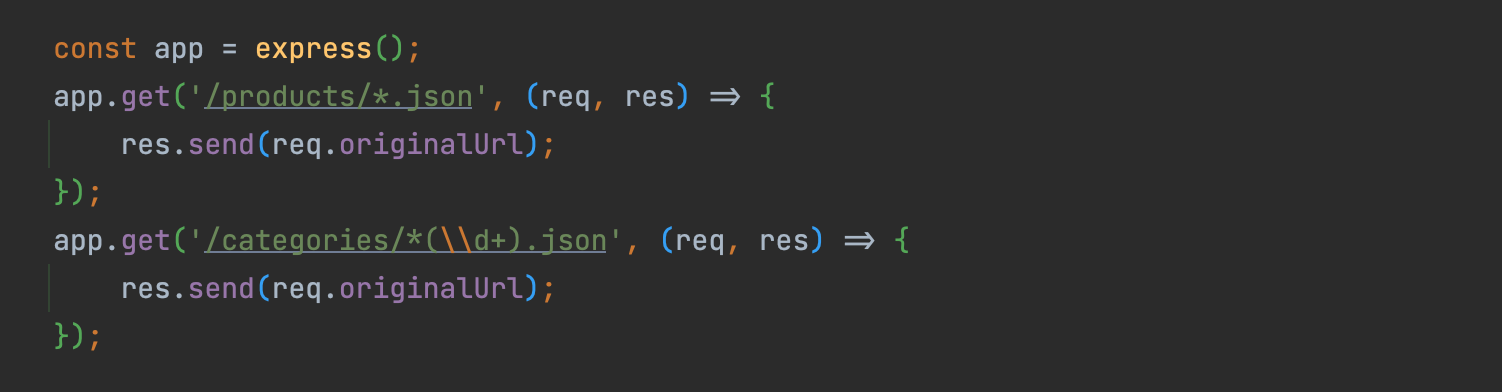 const app = express();
app.get('/products/*.json', (req, res) => {
    res.send(req.originalUrl);
});
app.get('/categories/*(\\d+).json', (req, res) => {
    res.send(req.originalUrl);
});